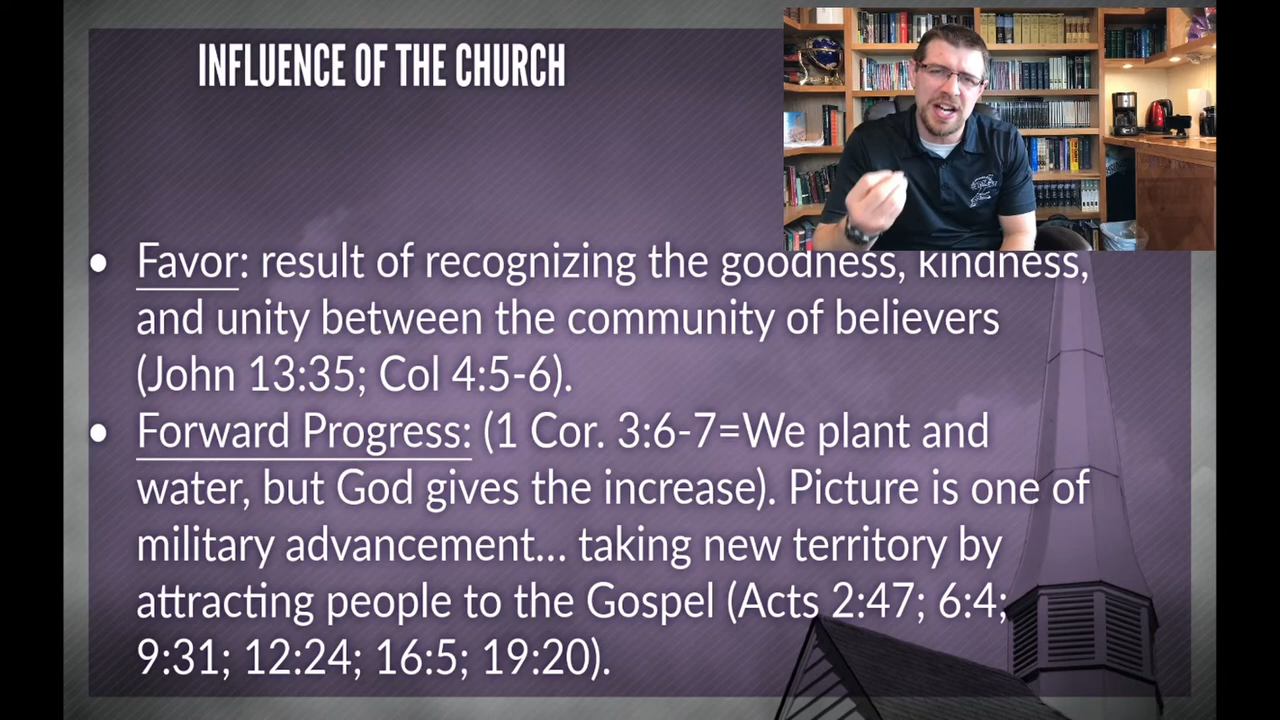 INFLUENCE OF THE CHURCH
• Favor: result of recognizing the goodness, kindness,
and unity between the community of believers
(John 13:35; Col 4:5-6).
• Forward Progress: (1 Cor. 3:6-7=We plant and
water, but God gives the increase). Picture is one of
military advancement... taking new territory by
attracting people to the Gospel (Acts 2:47; 6:4;
9:31; 12:24; 16:5; 19:20).